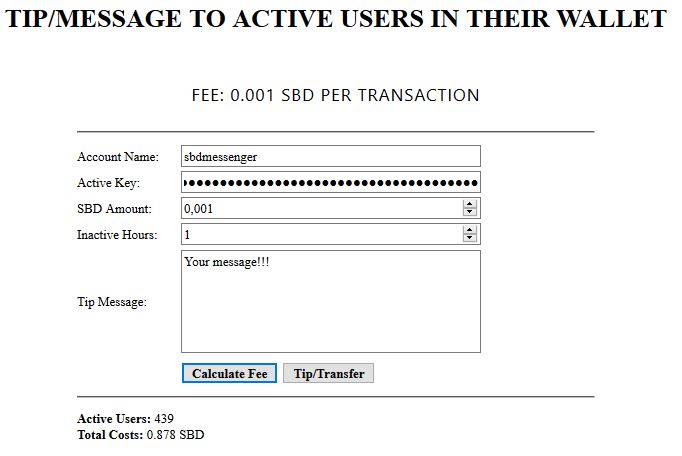 TIP/MESSAGE TO ACTIVE USERS IN THEIR WALLET
FEE: 0.001 SBD PER TRANSACTION
Account Name: sbdmessenger
Active Key:
SBD Amount: 0,001
Inactive Hours: 1
Your message!!!
Tip Message:
Calculate Fee Tip/Transfer
Active Users: 439
Total Costs: 0.878 SBD